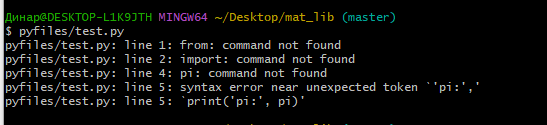 Динар@DESKTOP-L1K9JTH MINGW64 ~/Desktop/mat_lib (master)
$ pyfiles/test.py
pyfiles/test.py: line 1: from: command not found
pyfiles/test.py: line 2: import: command not found
pyfiles/test.py: line 4: pi: command not found
pyfiles/test.py: line 5: syntax error near unexpected token `'pi:','
pyfiles/test.py: line 5: `print('pi:', pi)'